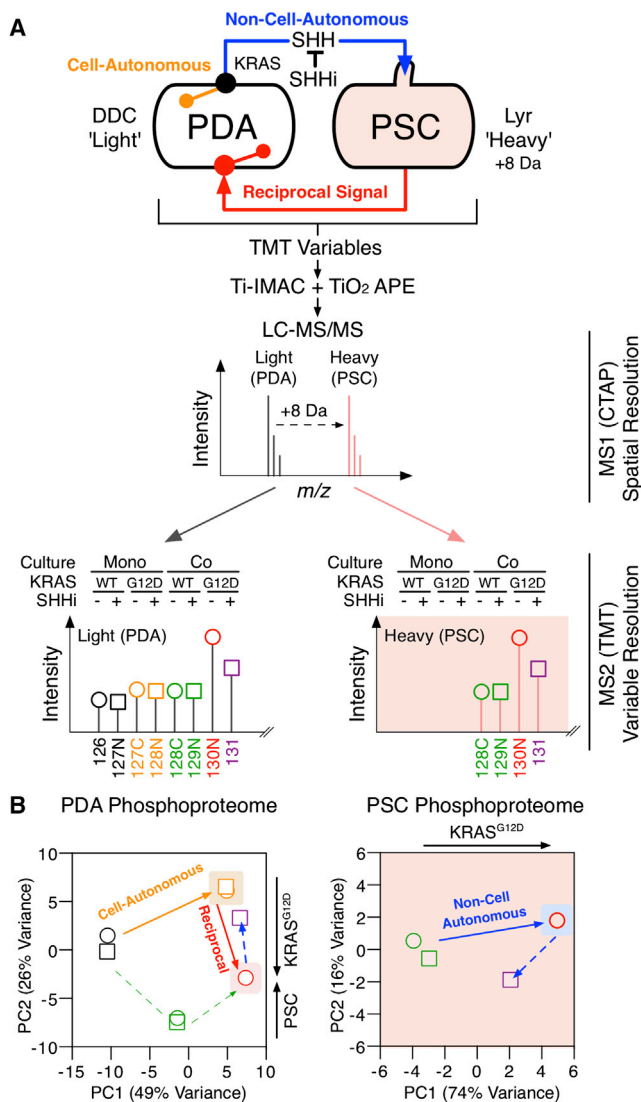 A
Non-Cell-Autonomous
SHH
Cell-Autonomous
KRAS
SHHi
DDC
'Light'
PDA
PSC
Lyr
'Heavy'
+8 Da
Reciprocal Signal
TMT Variables
Ti-IMAC + TiO₂ APE
LC-MS/MS
Light
(PDA)
Heavy
(PSC)
+8 Da
Intensity
m/z
MS1 (CTAP)
Spatial Resolution
Culture Mono Co
KRAS WT G12D WT G12D
SHHi - + - + - + - +
Light (PDA)
Intensity
126 127N 127C 128N 128C 129N 130N 131
Culture Mono Co
KRAS WT G12D WT G12D
SHHi - + - + - + - +
Heavy (PSC)
Intensity
128C 129N 130N 131
MS2 (TMT)
Variable Resolution
B
PDA Phosphoproteome
10
5
0
-5
-10
PC2 (26% Variance)
Cell-Autonomous
Reciprocal
KRASᴳ¹²ᴰ
PSC
-15 -10 -5 0 5 10
PC1 (49% Variance)
PSC Phosphoproteome
KRASᴳ¹²ᴰ
6
4
2
0
-2
-4
-6
PC2 (16% Variance)
Non-Cell
Autonomous
-6 -4 -2 0 2 4 6
PC1 (74% Variance)